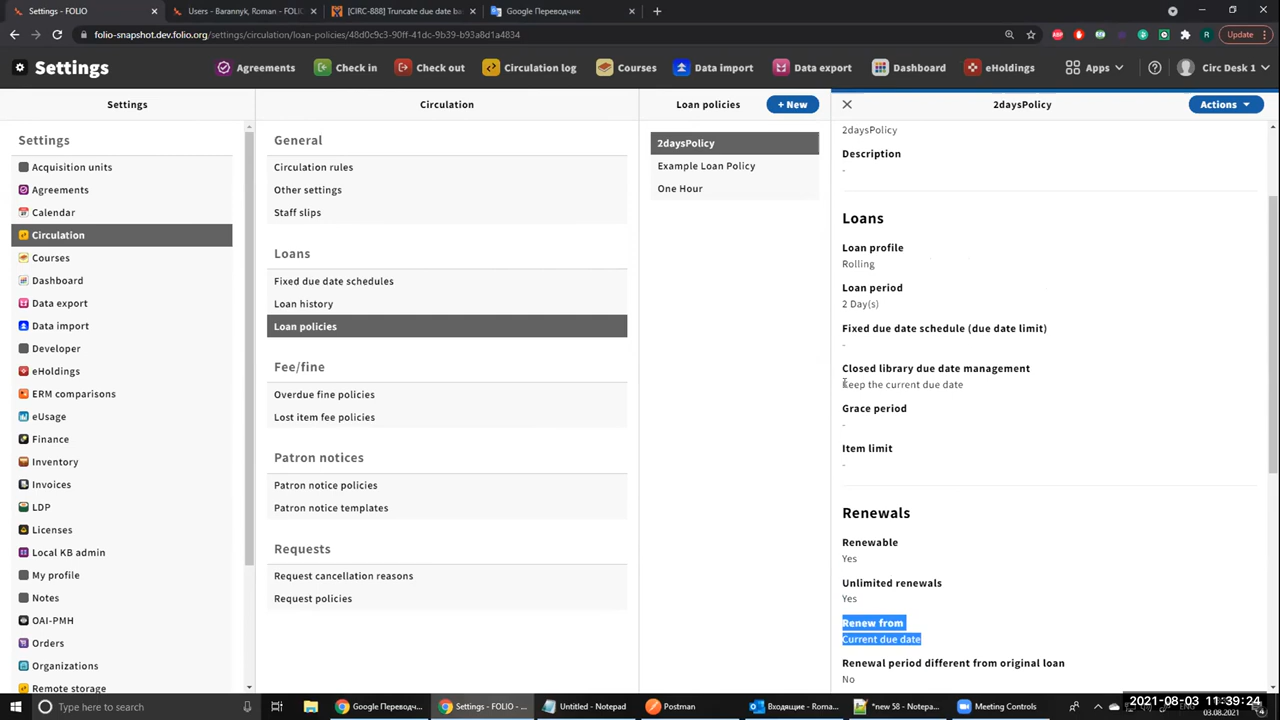 Settings - FOLIO
Users - Barannyk, Roman - FOLI
[CIRC-888] Truncate due date ba
Google Переводчик
folio-snapshot.dev.folio.org/settings/circulation/loan-policies/48d0c9c3-90ff-41dc-9b39-b93a8d1a4834
Update
Settings
Agreements
Check in
Check out
Circulation log
Courses
Data import
Data export
Dashboard
eHoldings
Apps
Circ Desk 1
Settings
Circulation
Loan policies
+ New
2daysPolicy
Actions
Settings
Acquisition units
Agreements
Calendar
Circulation
Courses
Dashboard
Data export
Data import
Developer
eHoldings
ERM comparisons
eUsage
Finance
Inventory
Invoices
LDP
Licenses
Local KB admin
My profile
Notes
OAI-PMH
Orders
Organizations
Remote storage
General
Circulation rules
Other settings
Staff slips
Loans
Fixed due date schedules
Loan history
Loan policies
Fee/fine
Overdue fine policies
Lost item fee policies
Patron notices
Patron notice policies
Patron notice templates
Requests
Request cancellation reasons
Request policies
2daysPolicy
Example Loan Policy
One Hour
2daysPolicy
Description
-
Loans
Loan profile
Rolling
Loan period
2 Day(s)
Fixed due date schedule (due date limit)
-
Closed library due date management
Keep the current due date
Grace period
-
Item limit
-
Renewals
Renewable
Yes
Unlimited renewals
Yes
Renew from
Current due date
Renewal period different from original loan
No
Type here to search
Google Переводч...
Settings - FOLIO - ...
Untitled - Notepad
Postman
Входящие - Roma...
*new 58 - Notepa...
Meeting Controls
2021-08-03 11:39:24
03.08.2021